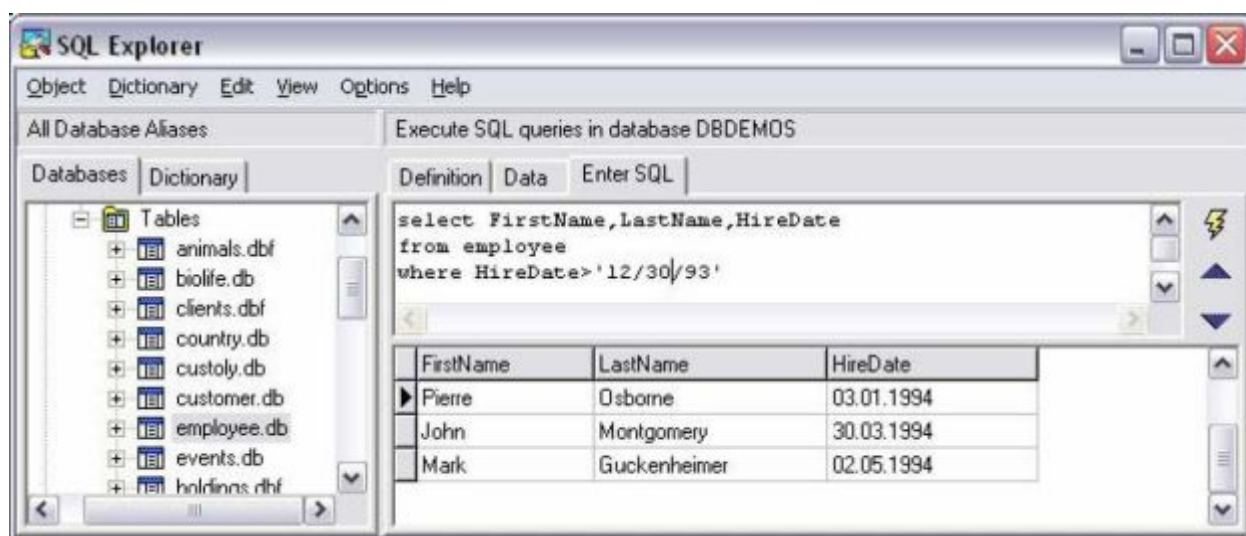 SQL Explorer
Object Dictionary Edit View Options Help
All Database Aliases
Execute SQL queries in database DBDEMOS
Databases Dictionary
Definition Data Enter SQL
Tables
animals.dbf
biolife.db
clients.dbf
country.db
custoly.db
customer.db
employee.db
events.db
holdings.dbf
select FirstName,LastName,HireDate
from employee
where HireDate>'12/30/93'
FirstName LastName HireDate
Pierre Osborne 03.01.1994
John Montgomery 30.03.1994
Mark Guckenheimer 02.05.1994